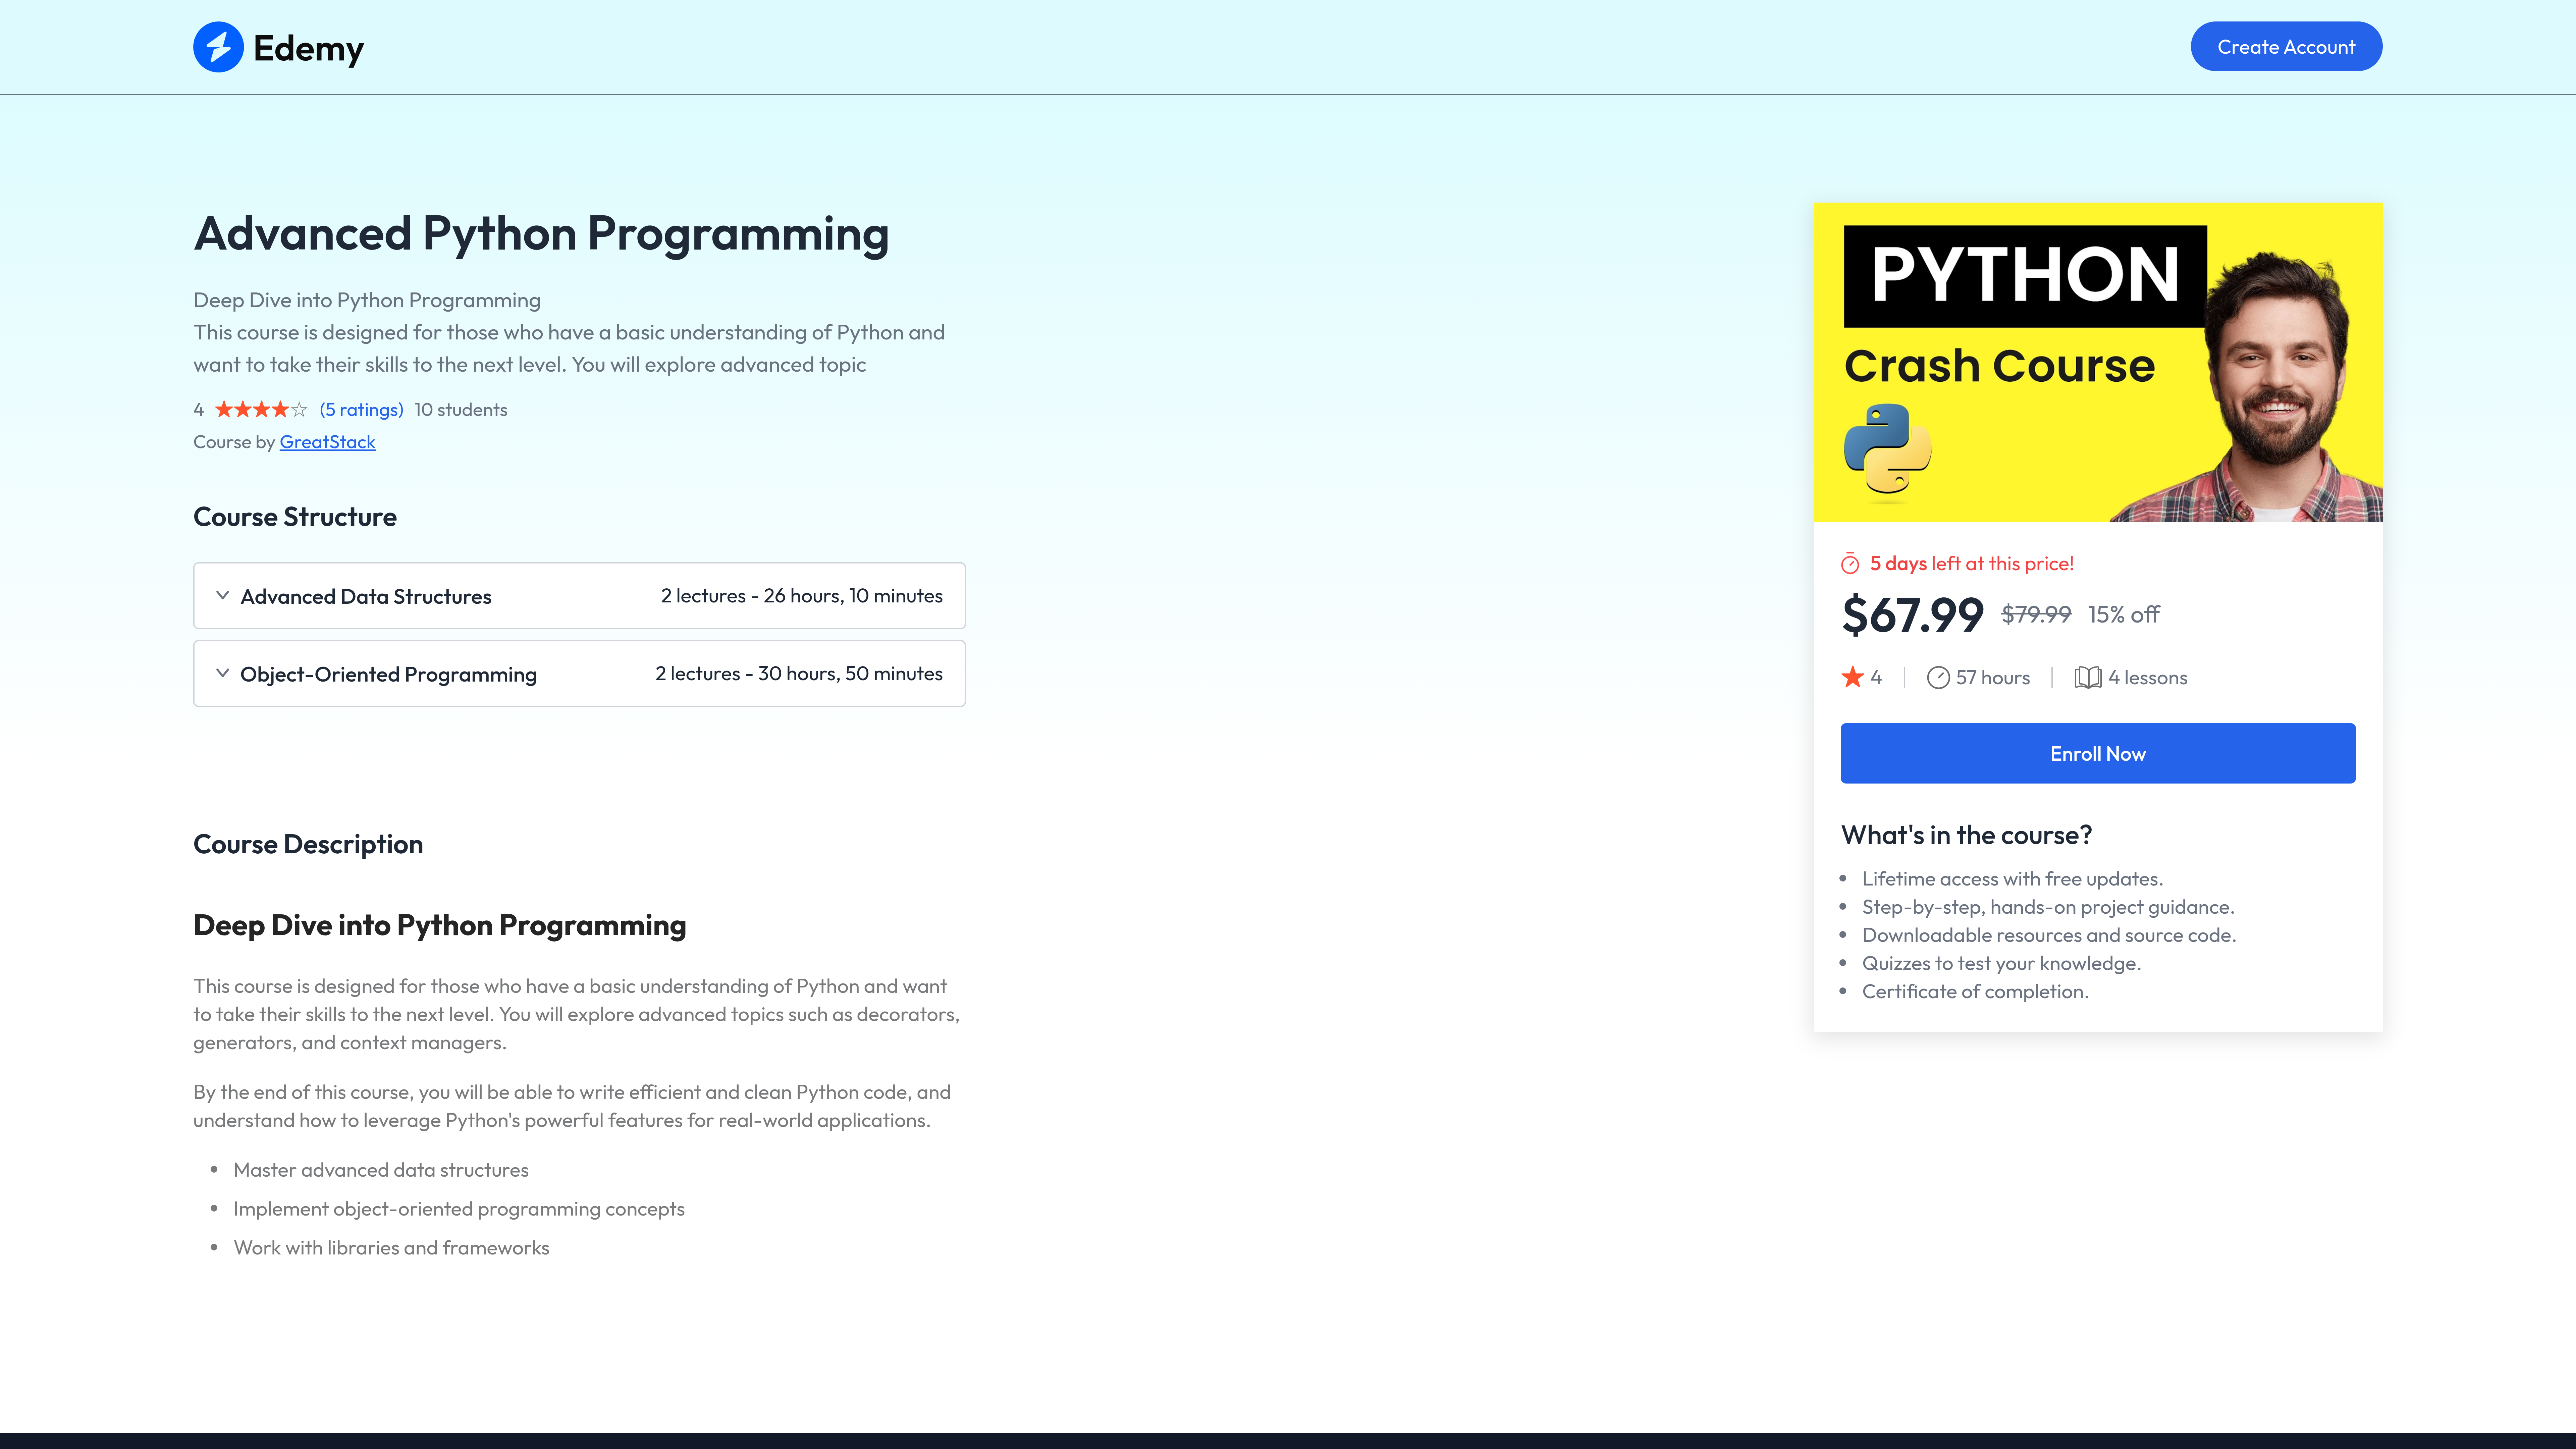 Edemy
Create Account
Advanced Python Programming
Deep Dive into Python Programming
This course is designed for those who have a basic understanding of Python and
want to take their skills to the next level. You will explore advanced topic
4 (5 ratings) 10 students
Course by GreatStack
Course Structure
Advanced Data Structures 2 lectures - 26 hours, 10 minutes
Object-Oriented Programming 2 lectures - 30 hours, 50 minutes
Course Description
Deep Dive into Python Programming
This course is designed for those who have a basic understanding of Python and want
to take their skills to the next level. You will explore advanced topics such as decorators,
generators, and context managers.
By the end of this course, you will be able to write efficient and clean Python code, and
understand how to leverage Python's powerful features for real-world applications.
Master advanced data structures
Implement object-oriented programming concepts
Work with libraries and frameworks
PYTHON
Crash Course
5 days left at this price!
$67.99 $79.99 15% off
4 57 hours 4 lessons
Enroll Now
What's in the course?
Lifetime access with free updates.
Step-by-step, hands-on project guidance.
Downloadable resources and source code.
Quizzes to test your knowledge.
Certificate of completion.